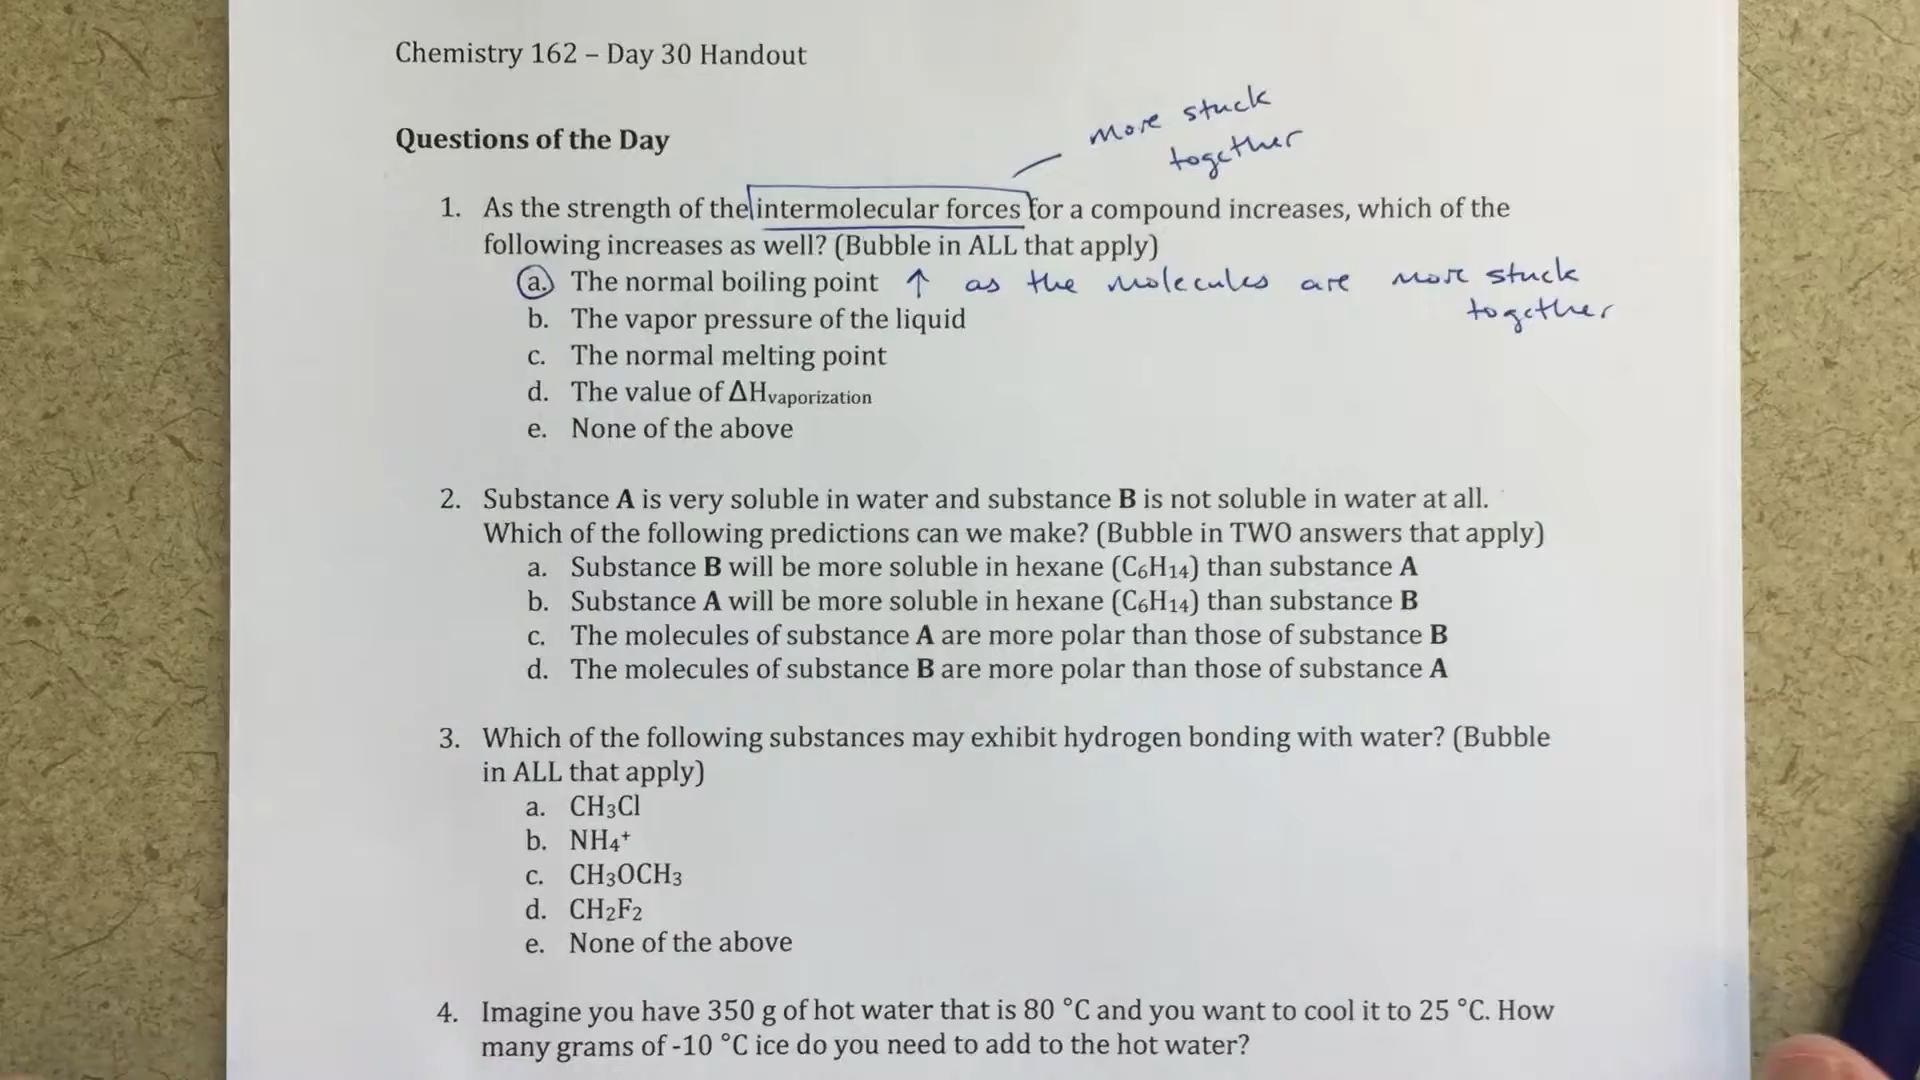 Chemistry 162 – Day 30 Handout
more stuck
together
Questions of the Day
1. As the strength of the intermolecular forces for a compound increases, which of the
following increases as well? (Bubble in ALL that apply)
a. The normal boiling point ↑ as the molecules are more stuck
together
b. The vapor pressure of the liquid
c. The normal melting point
d. The value of ΔHvaporization
e. None of the above
2. Substance A is very soluble in water and substance B is not soluble in water at all.
Which of the following predictions can we make? (Bubble in TWO answers that apply)
a. Substance B will be more soluble in hexane (C₆H₁₄) than substance A
b. Substance A will be more soluble in hexane (C₆H₁₄) than substance B
c. The molecules of substance A are more polar than those of substance B
d. The molecules of substance B are more polar than those of substance A
3. Which of the following substances may exhibit hydrogen bonding with water? (Bubble
in ALL that apply)
a. CH₃Cl
b. NH₄⁺
c. CH₃OCH₃
d. CH₂F₂
e. None of the above
4. Imagine you have 350 g of hot water that is 80 °C and you want to cool it to 25 °C. How
many grams of -10 °C ice do you need to add to the hot water?